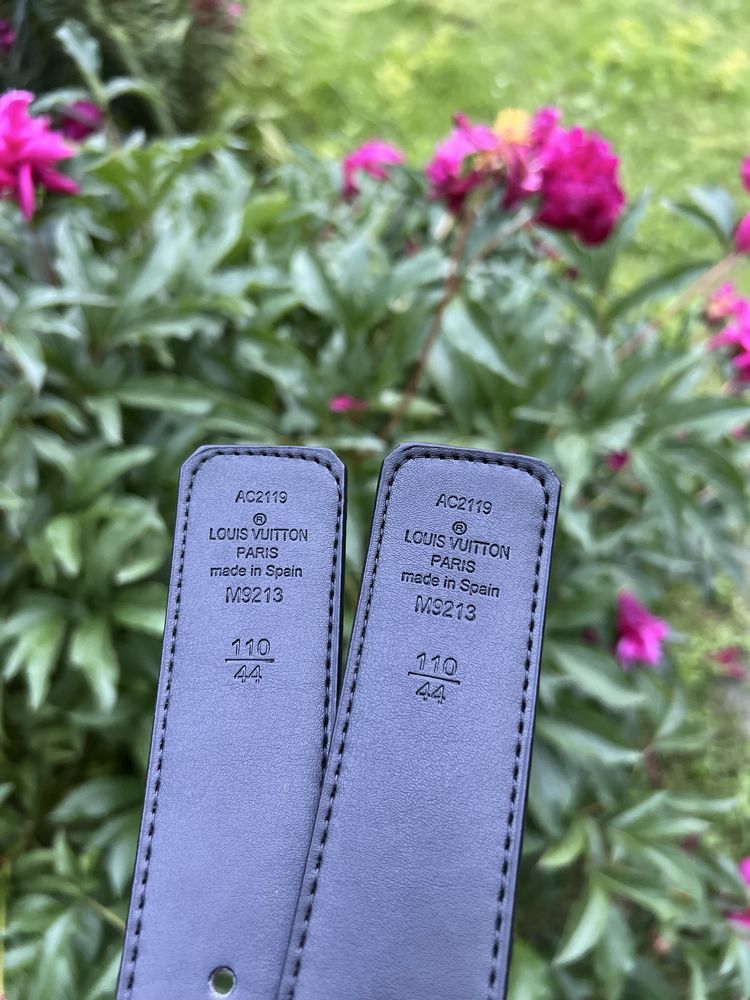 AC2119
®
LOUIS VUITTON
PARIS
made in Spain
M9213
110
44
AC2119
®
LOUIS VUITTON
PARIS
made in Spain
M9213
110
44